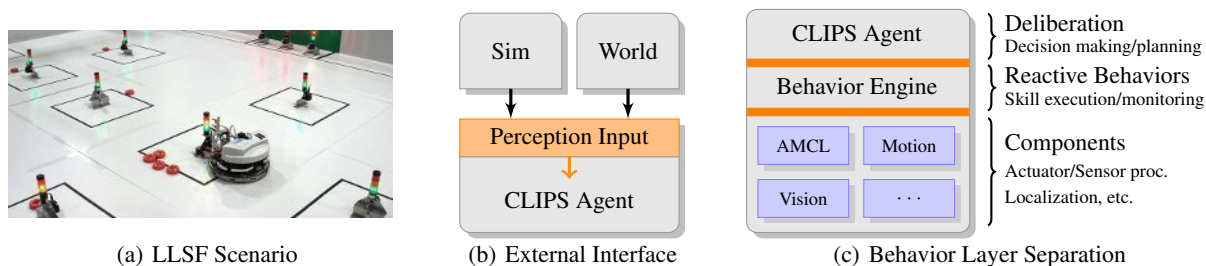 Sim
World
Perception Input
CLIPS Agent
CLIPS Agent
Behavior Engine
AMCL
Motion
Vision
· · ·
Deliberation
Decision making/planning
Reactive Behaviors
Skill execution/monitoring
Components
Actuator/Sensor proc.
Localization, etc.
(a) LLSF Scenario
(b) External Interface
(c) Behavior Layer Separation